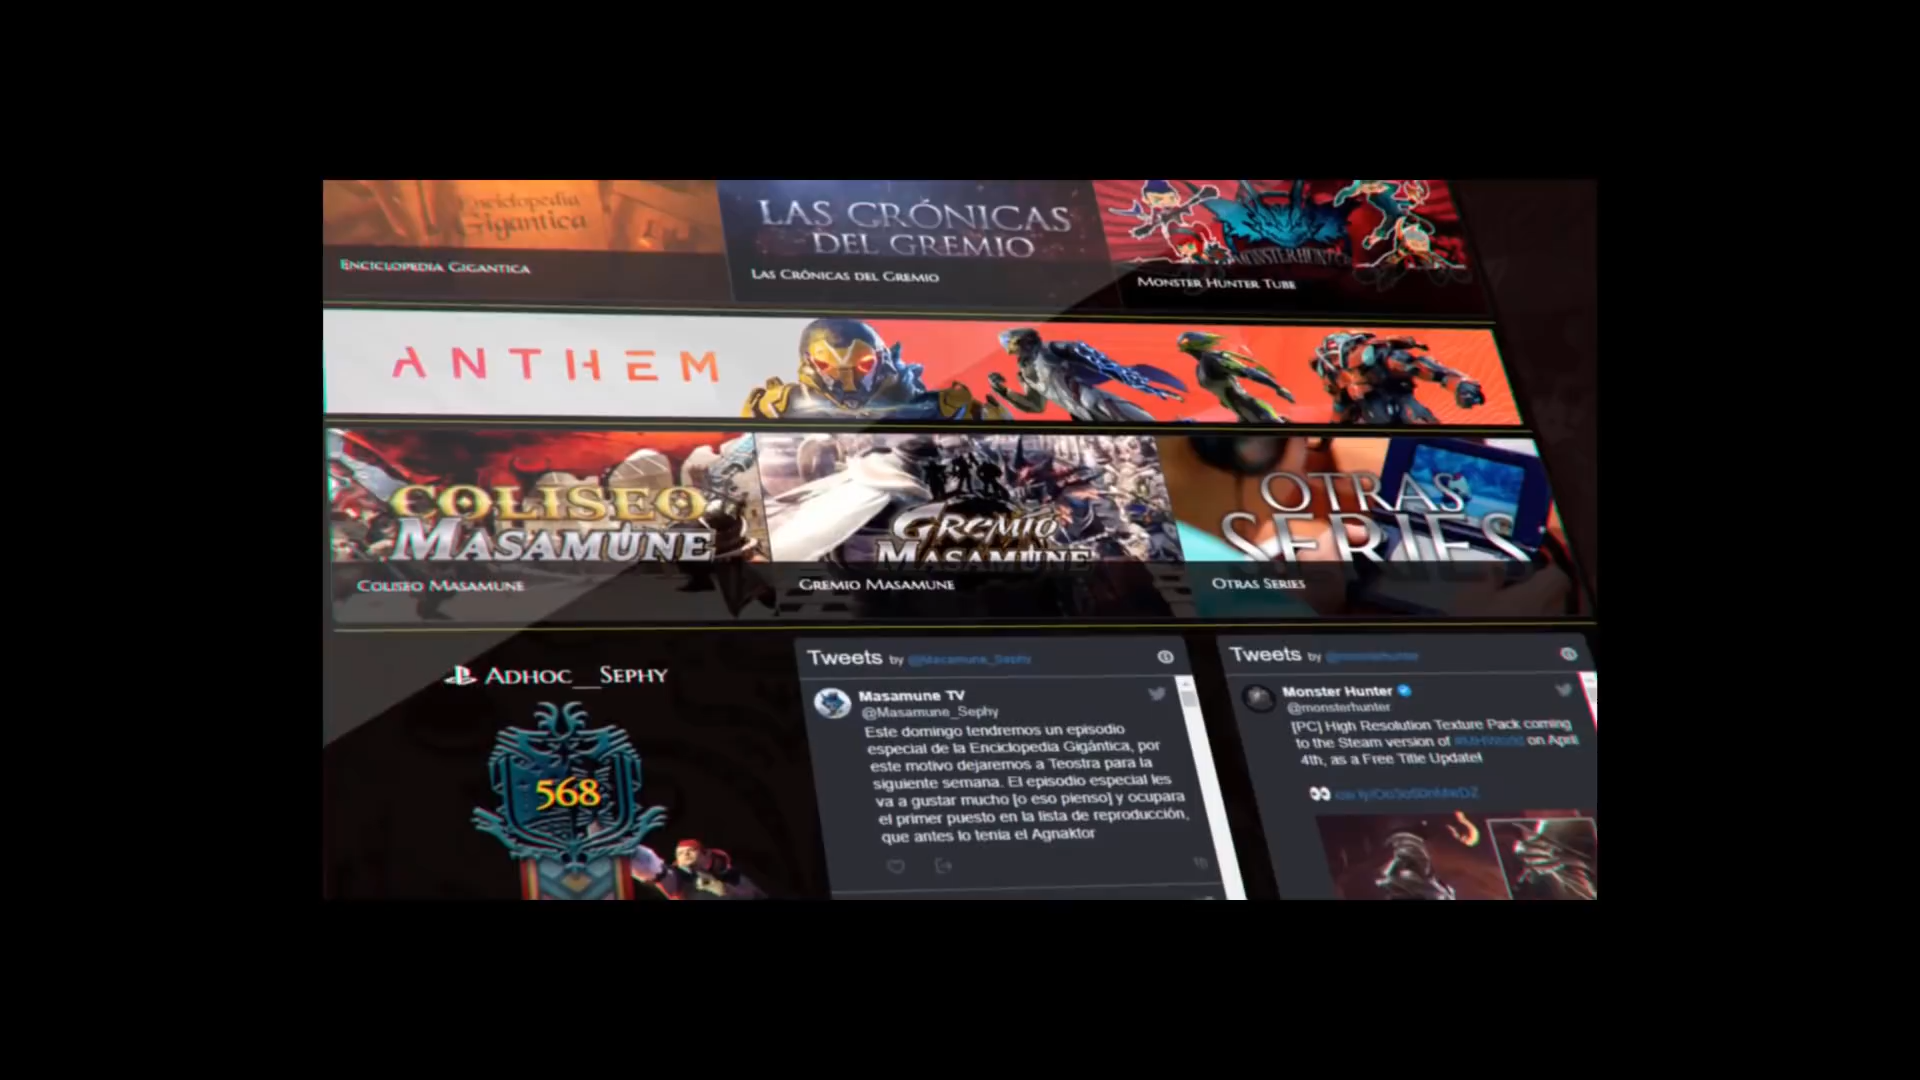 Enciclopedia
Gigantica
Enciclopedia Gigantica
LAS CRÓNICAS
DEL GREMIO
Las Crónicas del Gremio
MONSTERHUNTER
Monster Hunter Tube
ANTHEM
COLISEO
MASAMUNE
Coliseo Masamune
GREMIO
MASAMUNE
Gremio Masamune
OTRAS
SERIES
Otras Series
Adhoc__Sephy
568
Tweets by @Masamune_Sephy
Masamune TV
@Masamune_Sephy
Este domingo tendremos un episodio
especial de la Enciclopedia Gigántica, por
este motivo dejaremos a Teostra para la
siguiente semana. El episodio especial les
va a gustar mucho [o eso pienso] y ocupara
el primer puesto en la lista de reproducción,
que antes lo tenia el Agnaktor
Tweets by @monsterhunter
Monster Hunter
@monsterhunter
[PC] High Resolution Texture Pack coming
to the Steam version of #MHWorld on April
4th, as a Free Title Update!